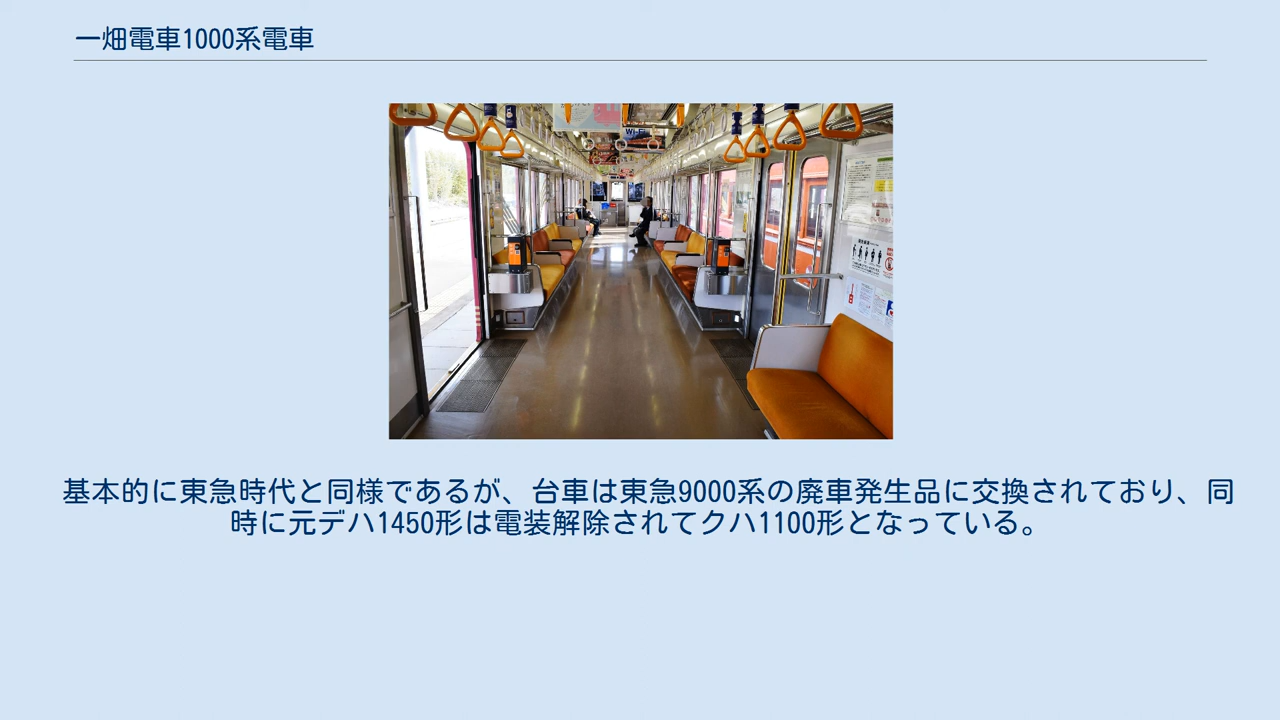 一畑電車1000系電車
Wi-Fi
基本的に東急時代と同様であるが、台車は東急9000系の廃車発生品に交換されており、同
時に元デハ1450形は電装解除されてクハ1100形となっている。